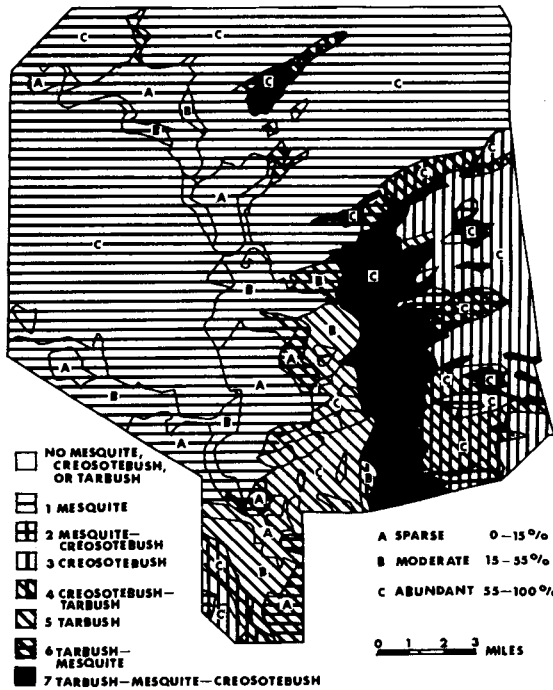 C
C
C
A
A
C
C
B
B
C
C
A
C
C
C
C
C
B
B
C
B
C
A
A
C
C
C
B
A
C
C
B
A
C
C
B
A
A
C
B
A
C
NO MESQUITE,
CREOSOTEBUSH,
OR TARBUSH
1 MESQUITE
2 MESQUITE—
CREOSOTEBUSH
3 CREOSOTEBUSH
4 CREOSOTEBUSH—
TARBUSH
5 TARBUSH
6 TARBUSH—
MESQUITE
7 TARBUSH—MESQUITE—CREOSOTEBUSH
A SPARSE 0—15%
B MODERATE 15-55%
C ABUNDANT 55—100%
0 1 2 3
MILES